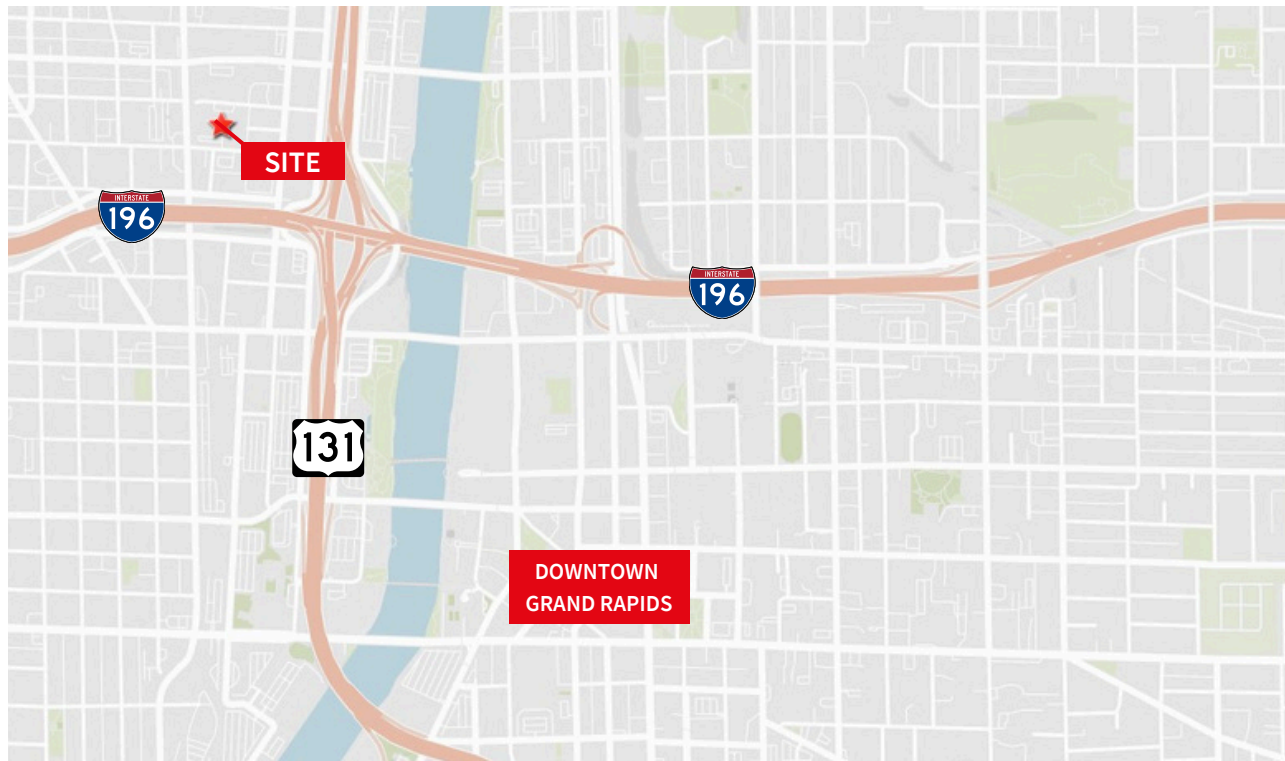 SITE
INTERSTATE
196
INTERSTATE
196
131
DOWNTOWN
GRAND RAPIDS